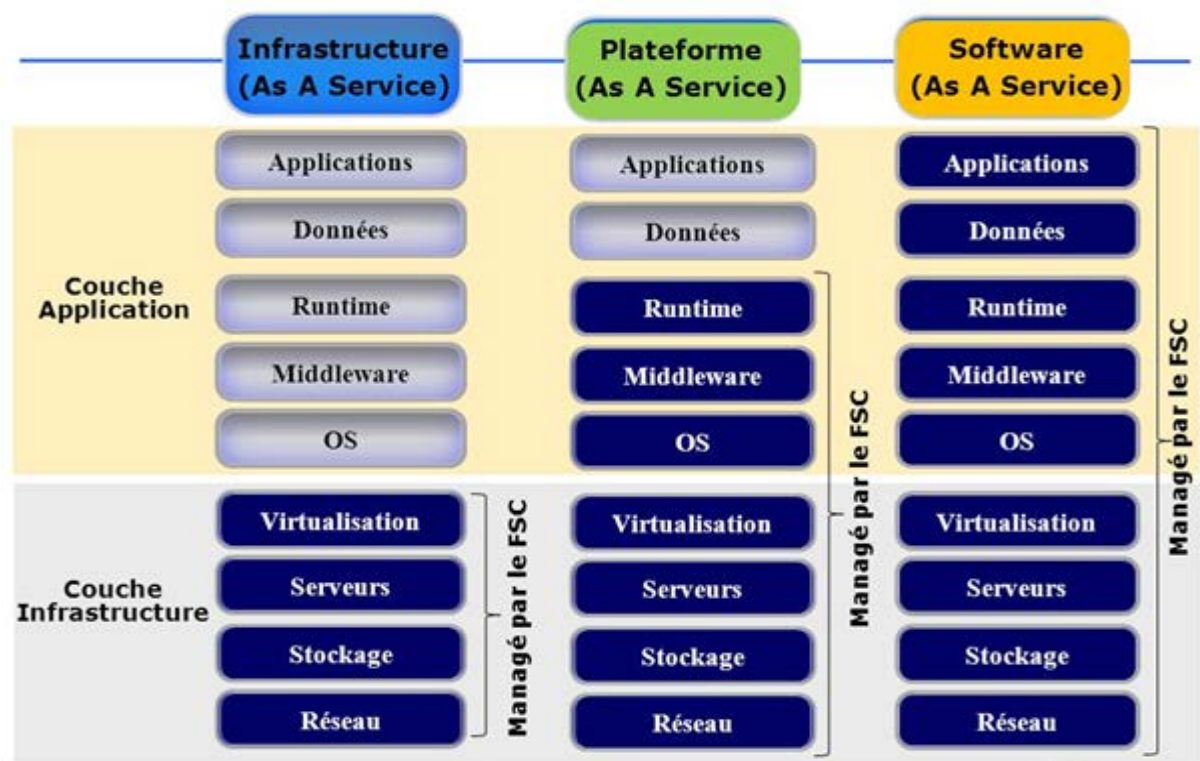 Infrastructure
(As A Service)
Plateforme
(As A Service)
Software
(As A Service)
Couche
Application
Applications
Applications
Applications
Données
Données
Données
Runtime
Runtime
Runtime
Middleware
Middleware
Middleware
OS
OS
OS
Couche
Infrastructure
Virtualisation
Virtualisation
Virtualisation
Serveurs
Serveurs
Serveurs
Stockage
Stockage
Stockage
Réseau
Réseau
Réseau
Managé par le FSC
Managé par le FSC
Managé par le FSC